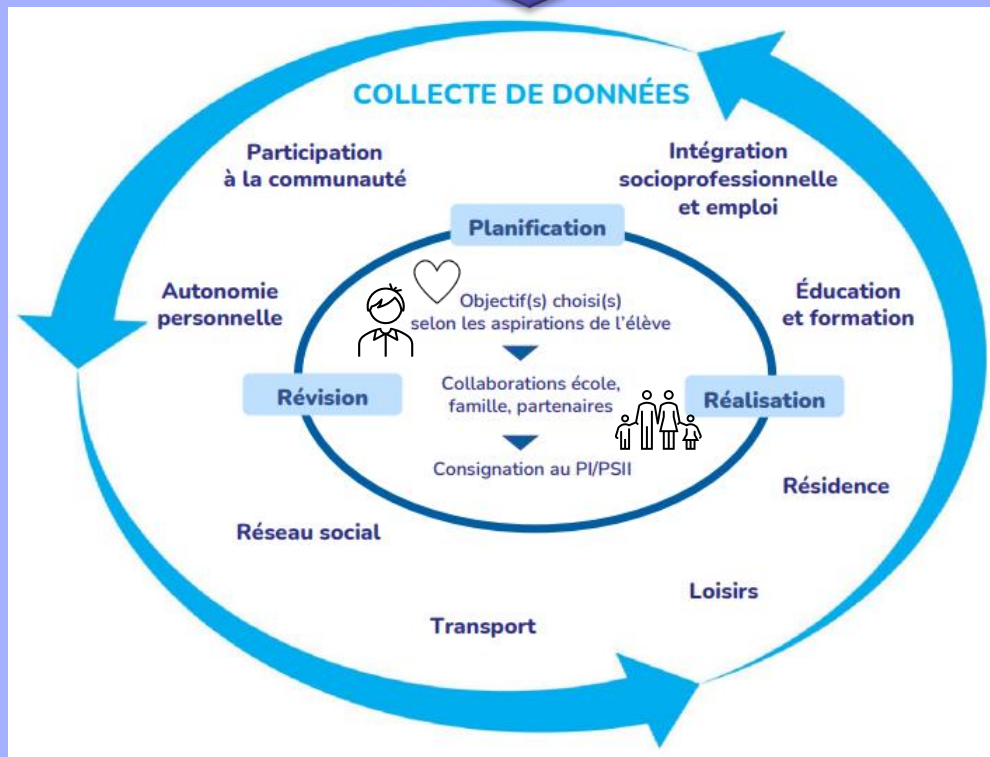 COLLECTE DE DONNÉES
Participation
à la communauté
Intégration
socioprofessionnelle
et emploi
Planification
Autonomie
personnelle
Objectif(s) choisi(s)
selon les aspirations de l'élève
Éducation
et formation
Révision
Collaborations école,
famille, partenaires
Réalisation
Consignation au PI/PSII
Résidence
Réseau social
Loisirs
Transport